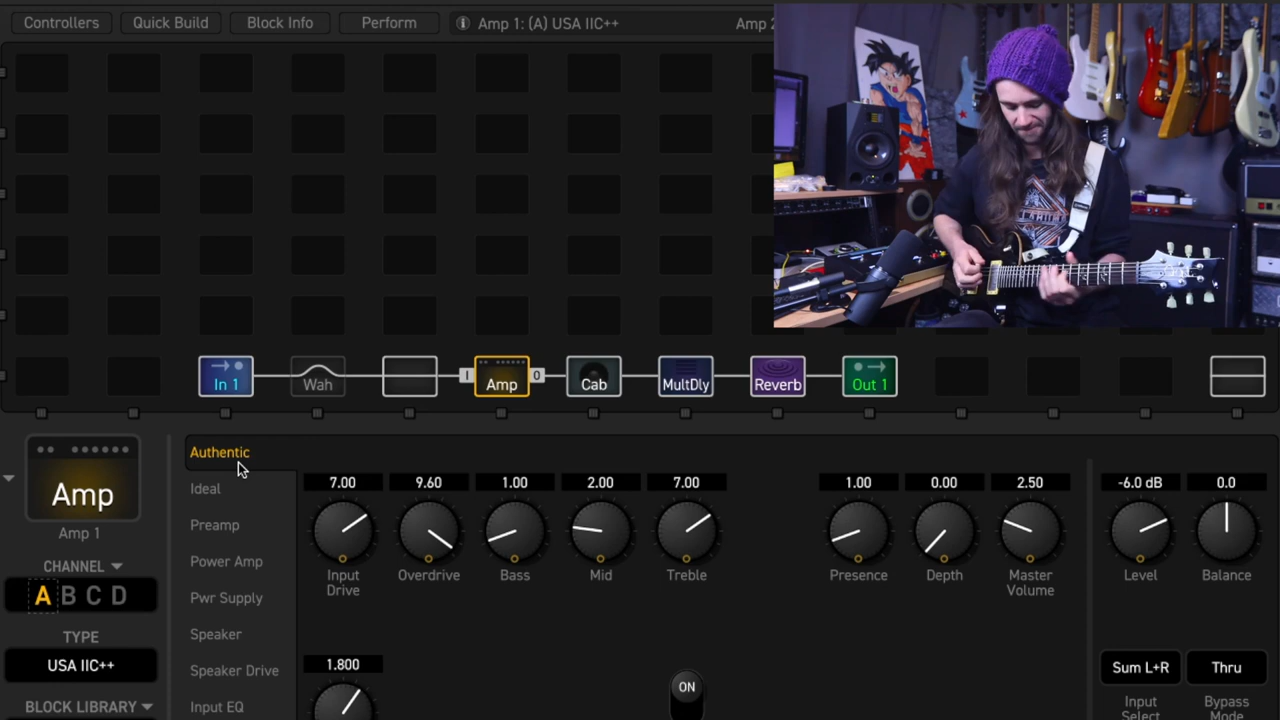 Controllers
Quick Build
Block Info
Perform
Amp 1: (A) USA IIC++
Amp 2
In 1
Wah
I
Amp
O
Cab
MultDly
Reverb
Out 1
Amp
Amp 1
CHANNEL
A B C D
TYPE
USA IIC++
BLOCK LIBRARY
Authentic
Ideal
Preamp
Power Amp
Pwr Supply
Speaker
Speaker Drive
Input EQ
7.00 9.60 1.00 2.00 7.00 1.00 0.00 2.50 -6.0 dB 0.0
Input Drive
Overdrive
Bass
Mid
Treble
Presence
Depth
Master Volume
Level
Balance
1.800
ON
Sum L+R
Thru
Input Select
Bypass Mode